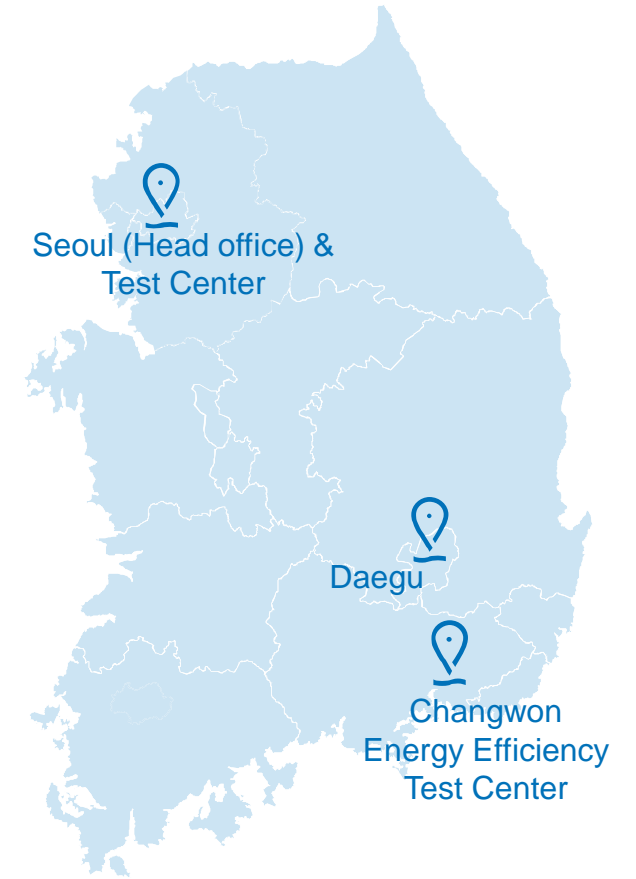 Seoul (Head office) &
Test Center
Daegu
Changwon
Energy Efficiency
Test Center